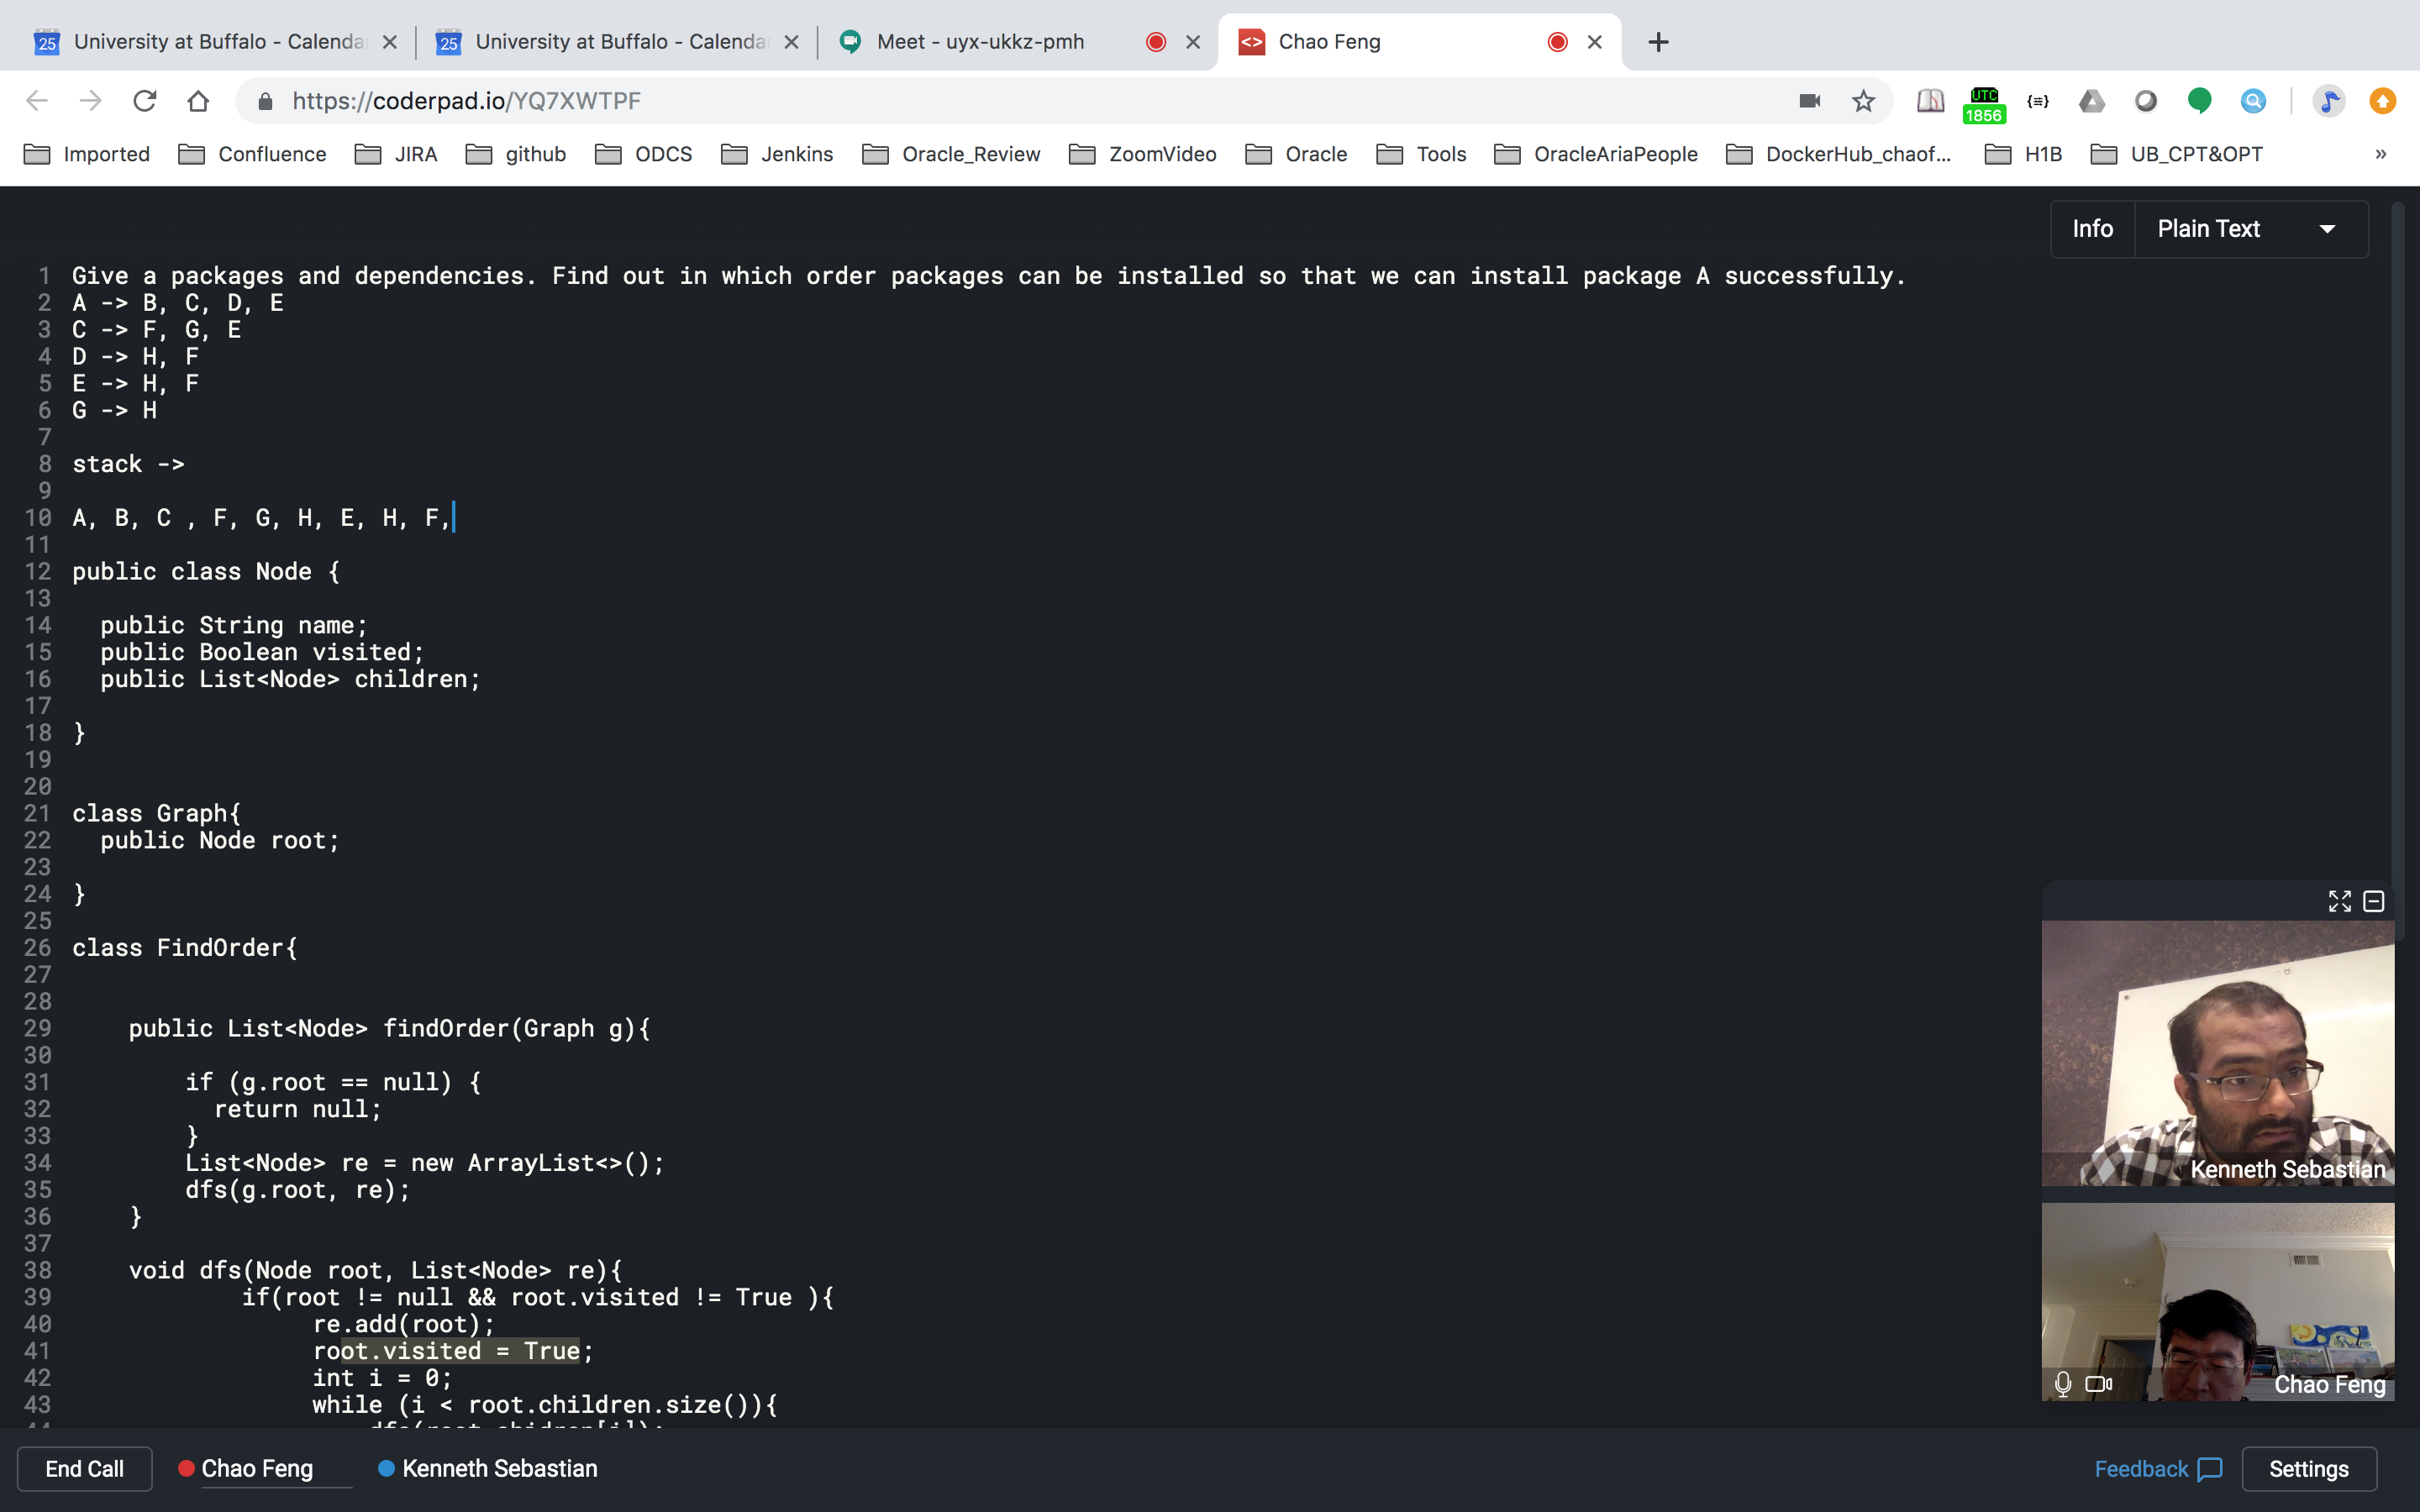 University at Buffalo - Calenda
University at Buffalo - Calenda
Meet - uyx-ukkz-pmh
Chao Feng
https://coderpad.io/YQ7XWTPF
UTC
1856
Imported
Confluence
JIRA
github
ODCS
Jenkins
Oracle_Review
ZoomVideo
Oracle
Tools
OracleAriaPeople
DockerHub_chaof...
H1B
UB_CPT&OPT
»
Info
Plain Text
1 Give a packages and dependencies. Find out in which order packages can be installed so that we can install package A successfully.
2 A -> B, C, D, E
3 C -> F, G, E
4 D -> H, F
5 E -> H, F
6 G -> H
7
8 stack ->
9
10 A, B, C , F, G, H, E, H, F,
11
12 public class Node {
13
14 public String name;
15 public Boolean visited;
16 public List<Node> children;
17
18 }
19
20
21 class Graph{
22 public Node root;
23
24 }
25
26 class FindOrder{
27
28
29 public List<Node> findOrder(Graph g){
30
31 if (g.root == null) {
32 return null;
33 }
34 List<Node> re = new ArrayList<>();
35 dfs(g.root, re);
36 }
37
38 void dfs(Node root, List<Node> re){
39 if(root != null && root.visited != True ){
40 re.add(root);
41 root.visited = True;
42 int i = 0;
43 while (i < root.children.size()){
Kenneth Sebastian
Chao Feng
End Call
Chao Feng
Kenneth Sebastian
Feedback
Settings